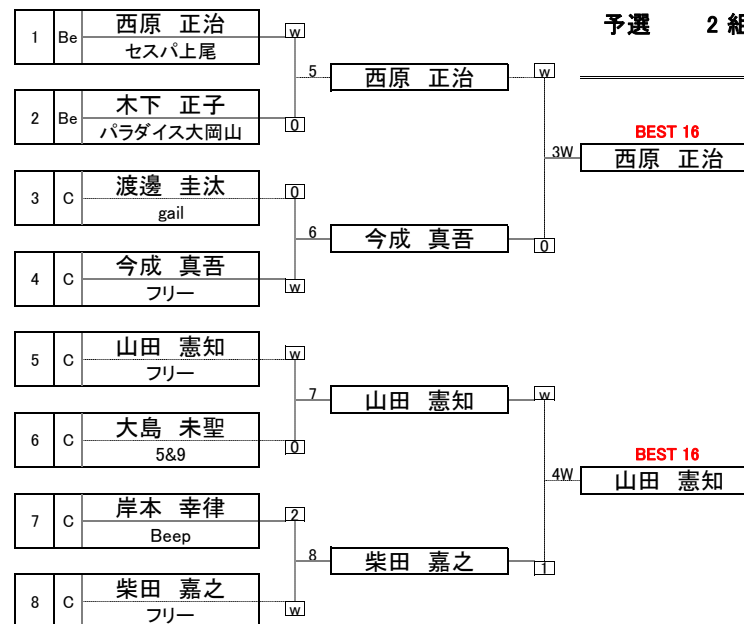 予選 2 組
1 Be 西原 正治
セスパ上尾
W
5
西原 正治
W
2 Be 木下 正子
パラダイス大岡山
0
BEST 16
3W
西原 正治
3 C 渡邊 圭汰
gail
0
6
今成 真吾
0
4 C 今成 真吾
フリー
W
5 C 山田 憲知
フリー
W
7
山田 憲知
W
6 C 大島 未聖
5&9
0
BEST 16
4W
山田 憲知
7 C 岸本 幸律
Beep
2
8
柴田 嘉之
1
8 C 柴田 嘉之
フリー
W